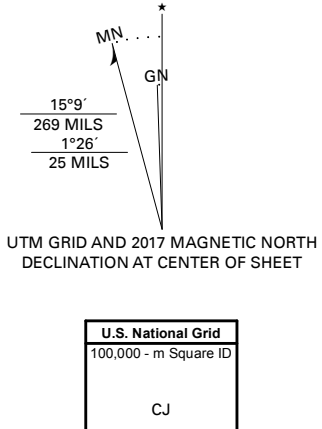 ★
MN
GN
15°9´
269 MILS
1°26´
25 MILS
UTM GRID AND 2017 MAGNETIC NORTH
DECLINATION AT CENTER OF SHEET
U.S. National Grid
100,000 - m Square ID
CJ